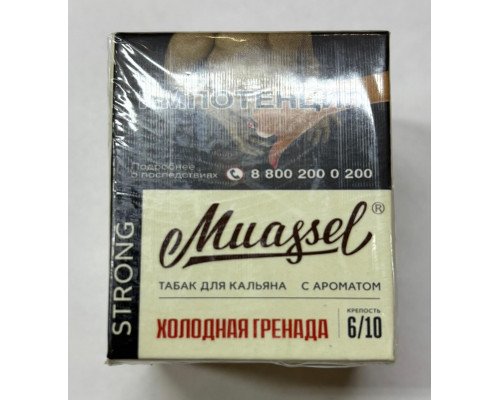 ИМПОТЕНЦИЯ
Подробнее
о последствиях 8 800 200 0 200
STRONG
Muassel®
ТАБАК ДЛЯ КАЛЬЯНА С АРОМАТОМ
ХОЛОДНАЯ ГРЕНАДА
КРЕПОСТЬ
6/10